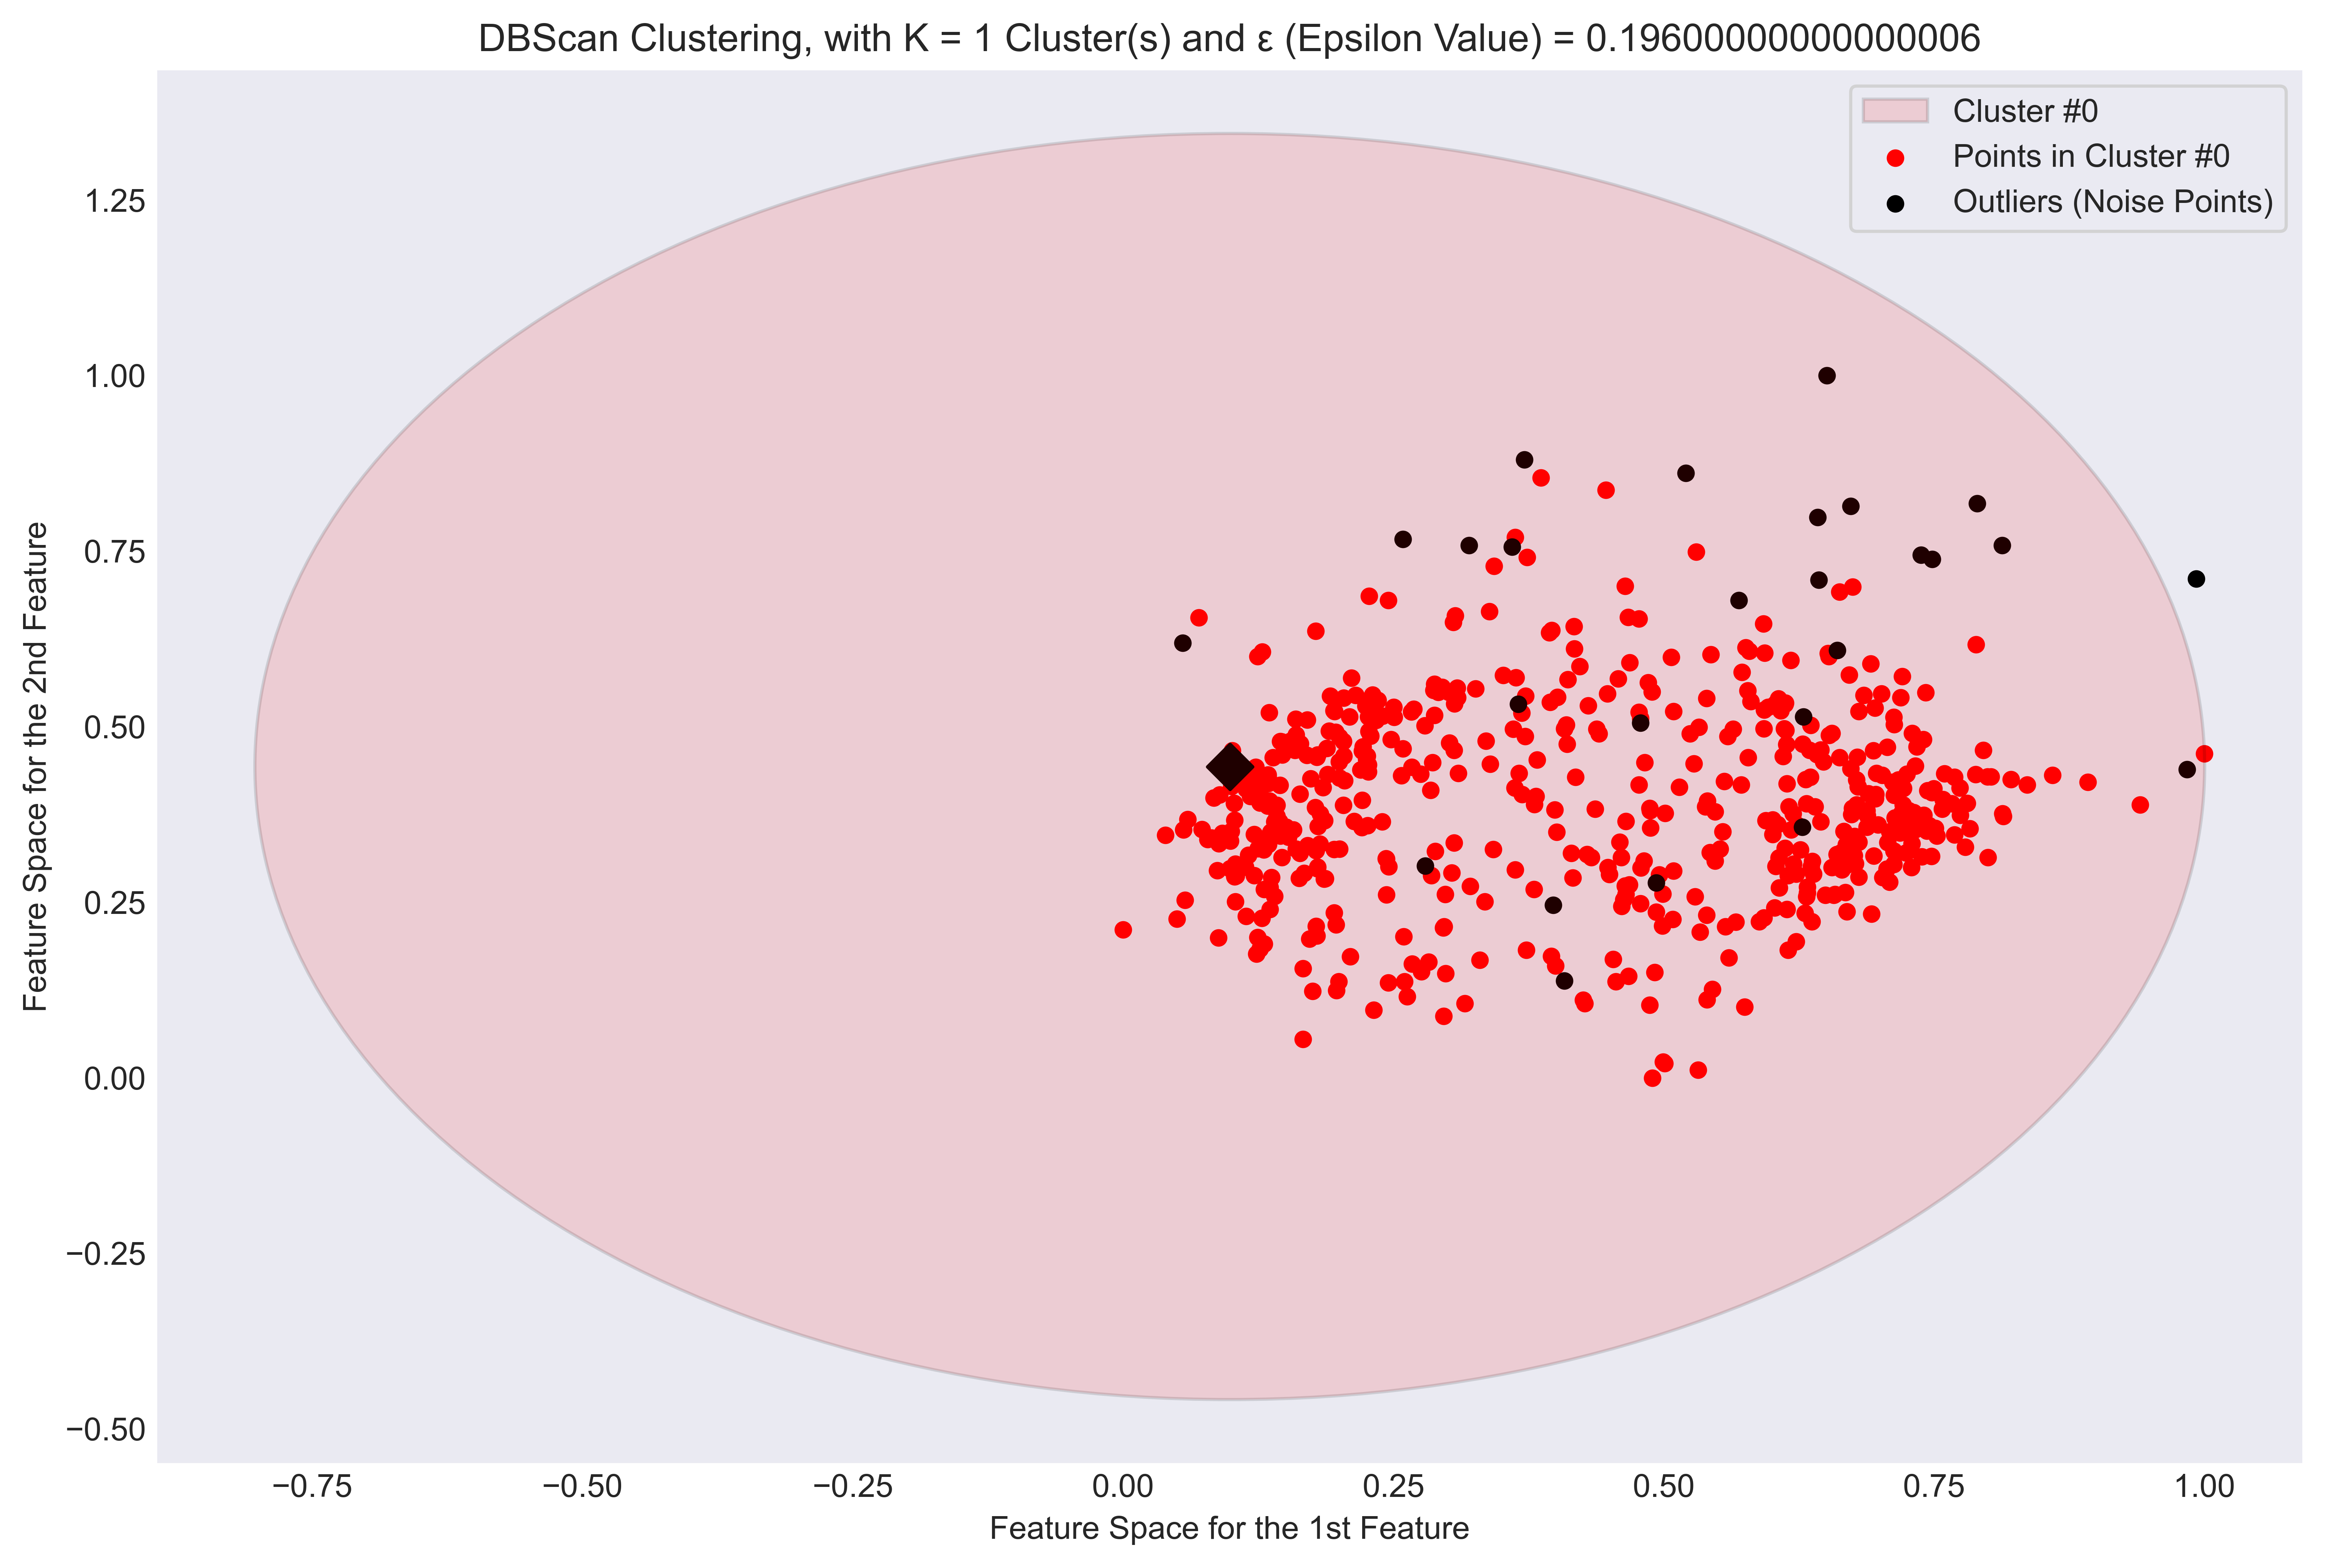 DBScan Clustering, with K = 1 Cluster(s) and ε (Epsilon Value) = 0.19600000000000006
Cluster #0
Points in Cluster #0
Outliers (Noise Points)
Feature Space for the 2nd Feature
1.25
1.00
0.75
0.50
0.25
0.00
−0.25
−0.50
−0.75 −0.50 −0.25 0.00 0.25 0.50 0.75 1.00
Feature Space for the 1st Feature